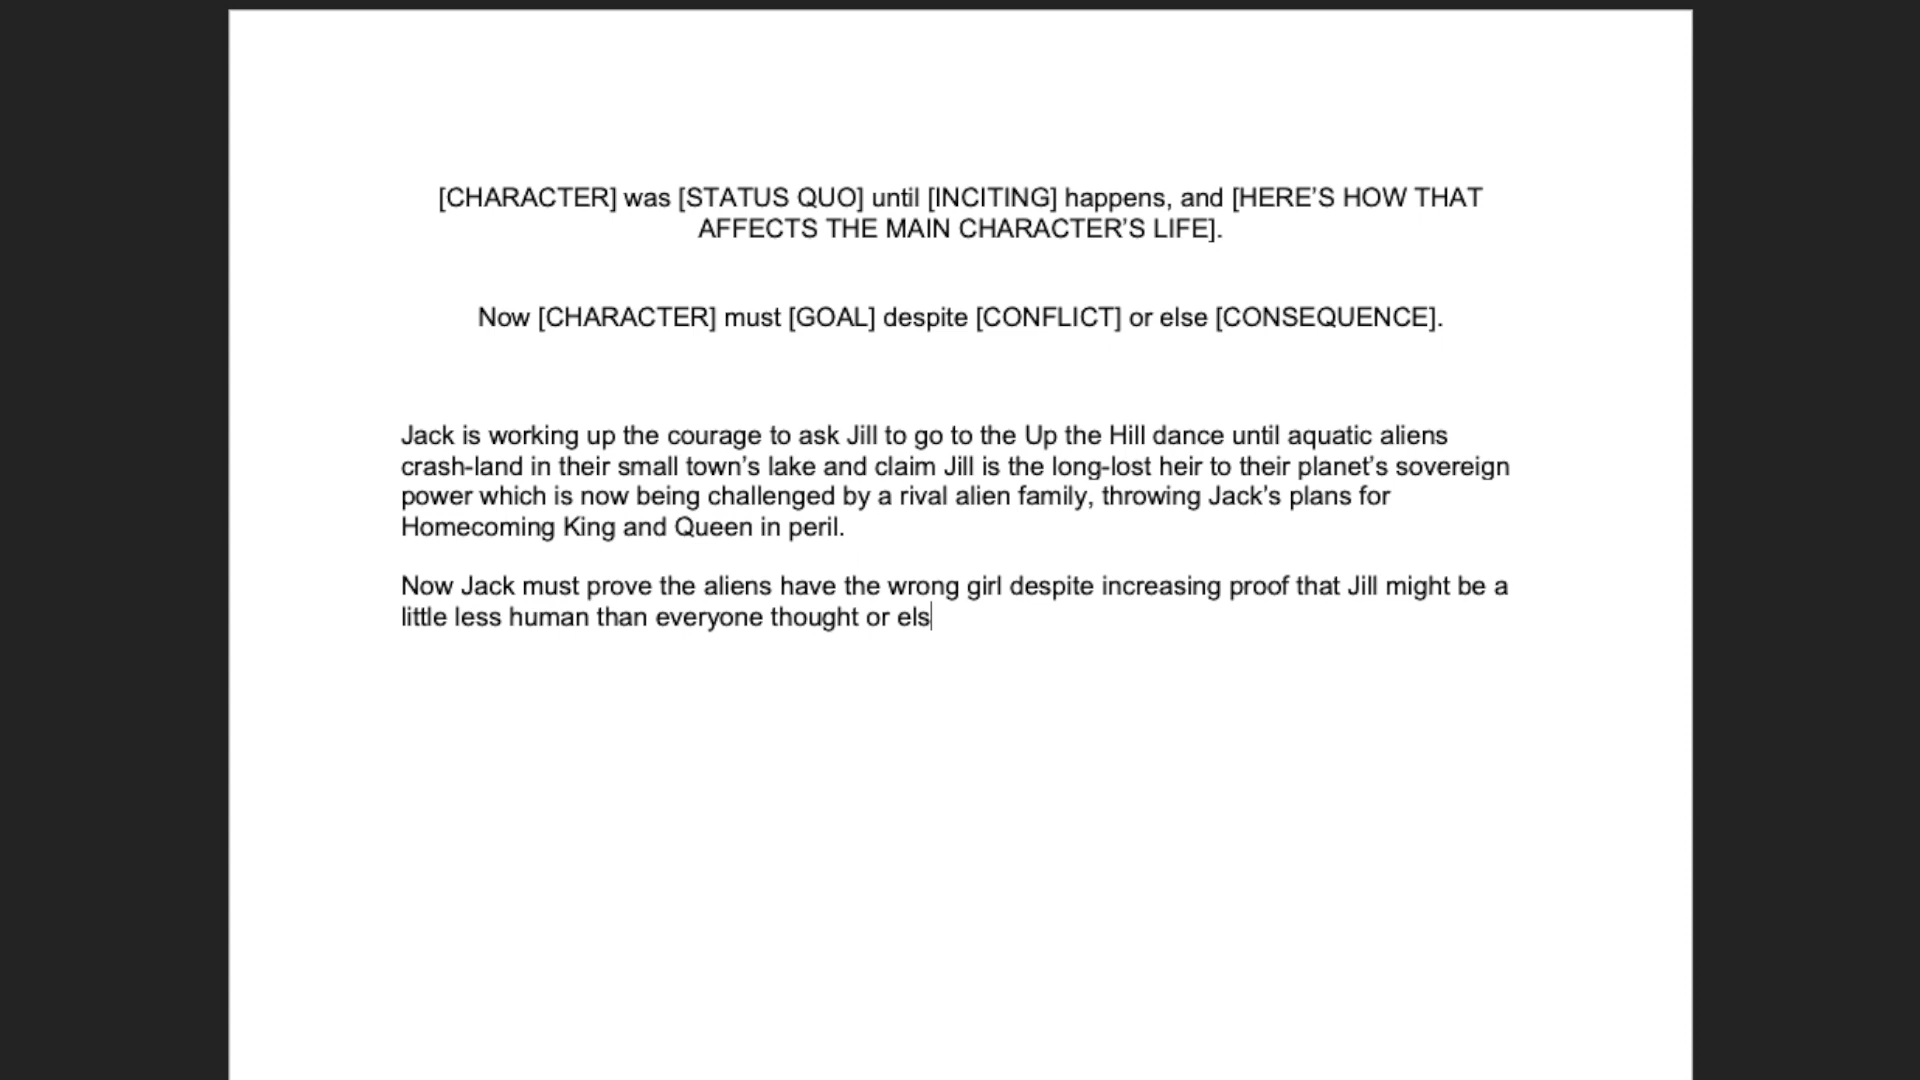 [CHARACTER] was [STATUS QUO] until [INCITING] happens, and [HERE’S HOW THAT
AFFECTS THE MAIN CHARACTER’S LIFE].
Now [CHARACTER] must [GOAL] despite [CONFLICT] or else [CONSEQUENCE].
Jack is working up the courage to ask Jill to go to the Up the Hill dance until aquatic aliens
crash-land in their small town’s lake and claim Jill is the long-lost heir to their planet’s sovereign
power which is now being challenged by a rival alien family, throwing Jack’s plans for
Homecoming King and Queen in peril.
Now Jack must prove the aliens have the wrong girl despite increasing proof that Jill might be a
little less human than everyone thought or els